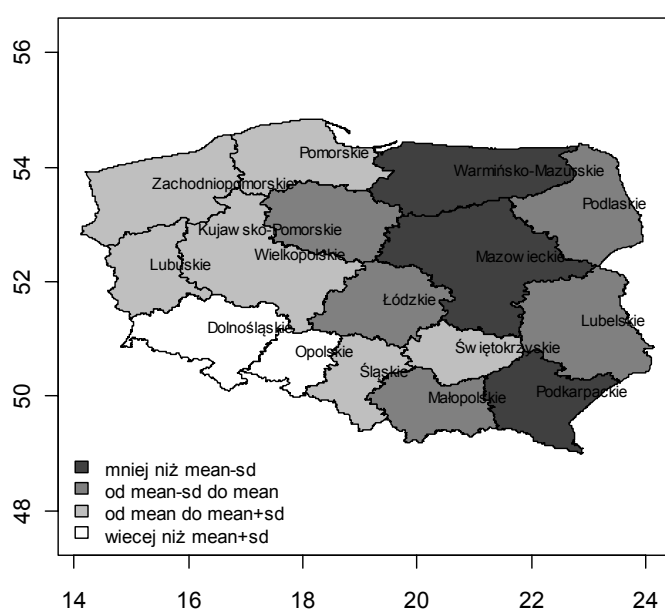 56
54
52
50
48
Pomorskie
Zachodniopomorskie
Warmińsko-Mazurskie
Podlaskie
Kujawsko-Pomorskie
Wielkopolskie
Mazowieckie
Lubuskie
Łódzkie
Lubelskie
Dolnośląskie
Opolskie
Świętokrzyskie
Śląskie
Małopolskie
Podkarpackie
mniej niż mean-sd
od mean-sd do mean
od mean do mean+sd
wiecej niż mean+sd
14 16 18 20 22 24